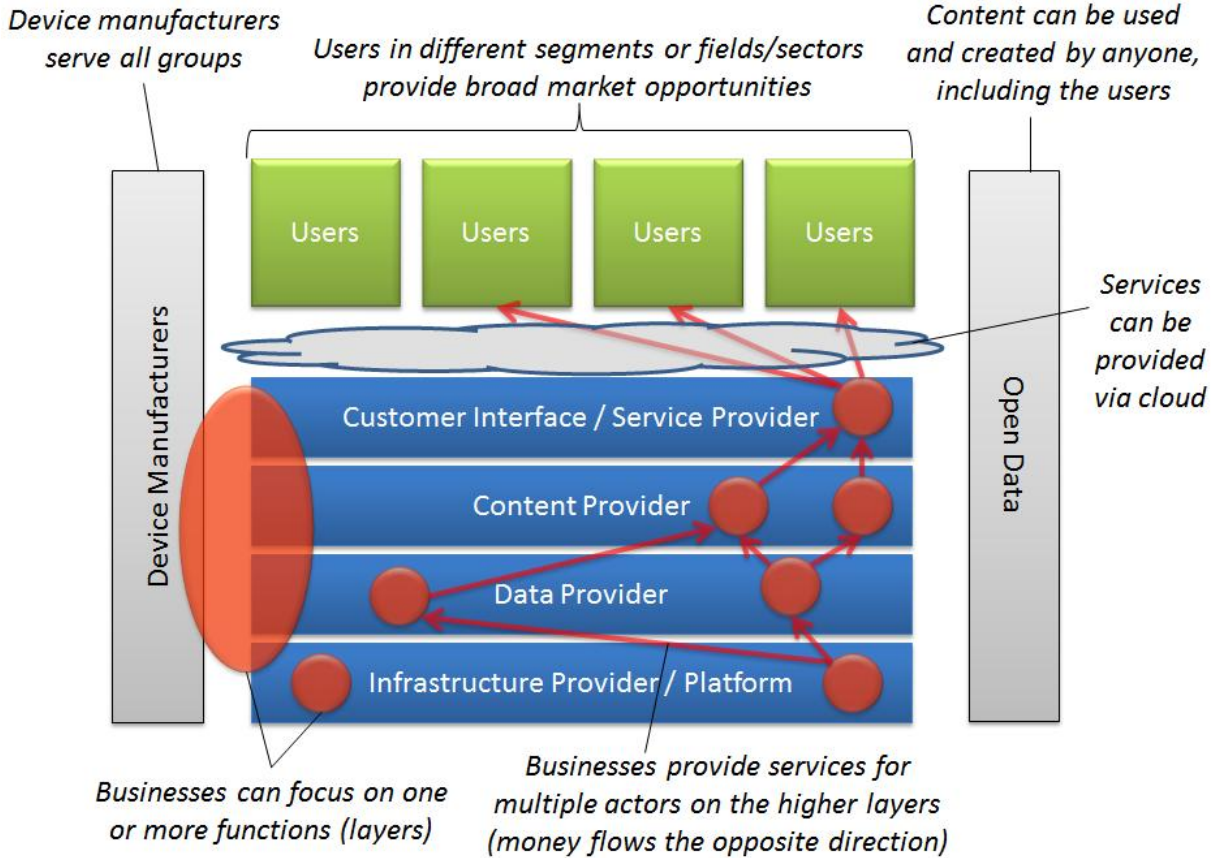 Device manufacturers
serve all groups
Users in different segments or fields/sectors
provide broad market opportunities
Content can be used
and created by anyone,
including the users
Users
Users
Users
Users
Services
can be
provided
via cloud
Device Manufacturers
Open Data
Customer Interface / Service Provider
Content Provider
Data Provider
Infrastructure Provider / Platform
Businesses can focus on one
or more functions (layers)
Businesses provide services for
multiple actors on the higher layers
(money flows the opposite direction)